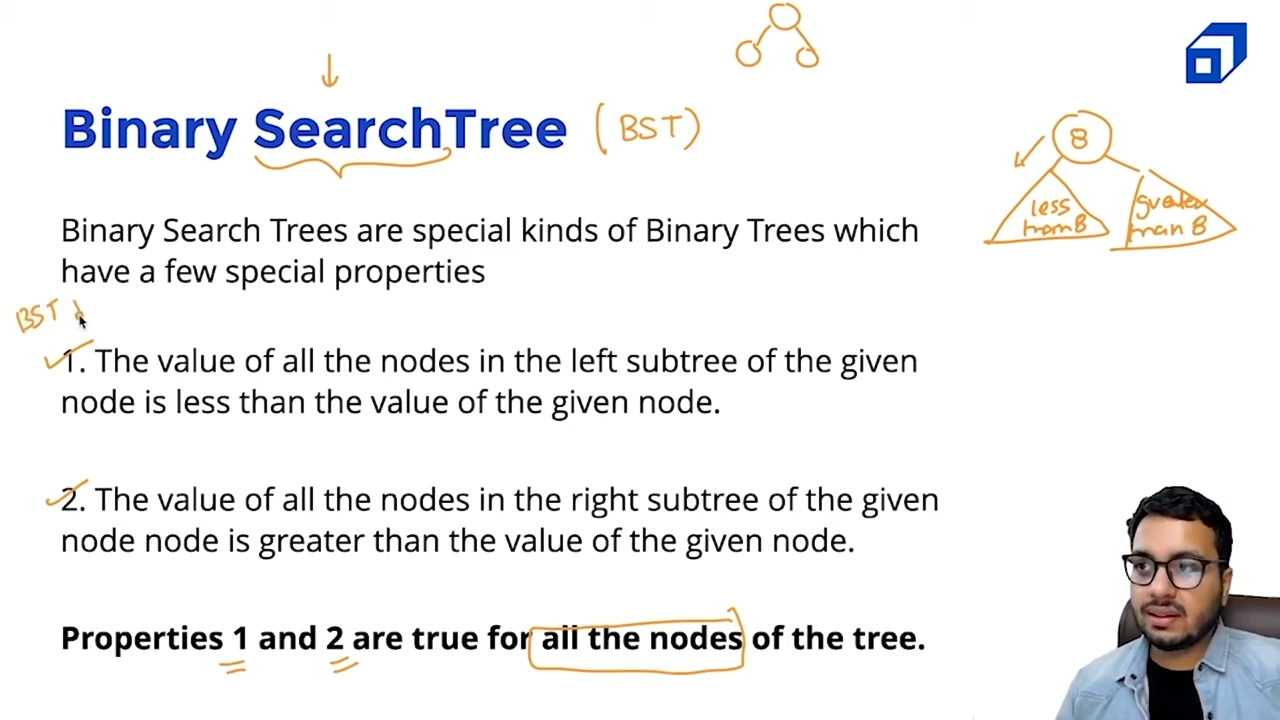 Binary SearchTree (BST)
8
less
from 8
greater
than 8
Binary Search Trees are special kinds of Binary Trees which
have a few special properties
BST
1. The value of all the nodes in the left subtree of the given
node is less than the value of the given node.
2. The value of all the nodes in the right subtree of the given
node node is greater than the value of the given node.
Properties 1 and 2 are true for all the nodes of the tree.